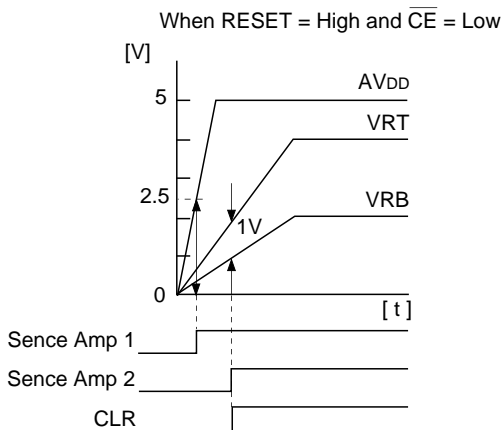 When RESET = High and CE = Low
[V]
AVDD
5
VRT
2.5
VRB
1V
0
[ t ]
Sence Amp 1
Sence Amp 2
CLR